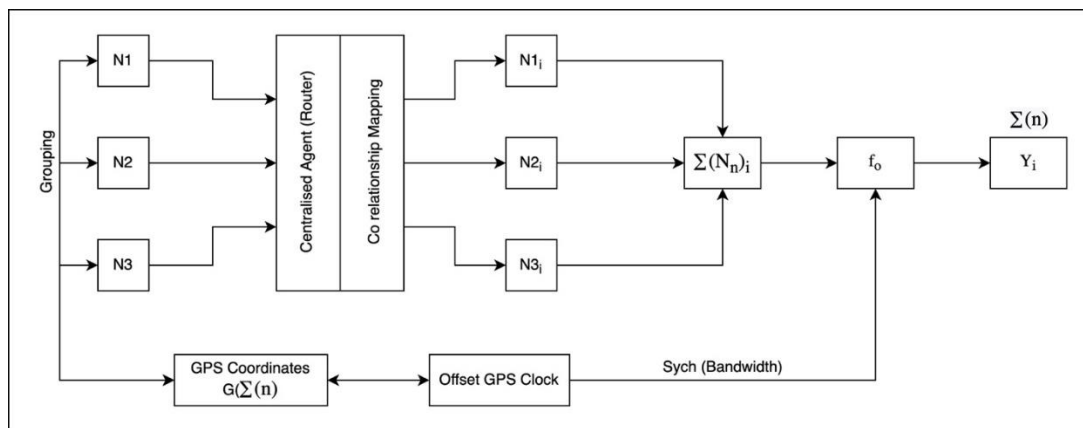 Grouping
N1
N2
N3
Centralised Agent (Router)
Co relationship Mapping
N1ᵢ
N2ᵢ
N3ᵢ
∑(Nₙ)ᵢ
fₒ
∑(n)
Yᵢ
GPS Coordinates
G(∑(n)
Offset GPS Clock
Sych (Bandwidth)